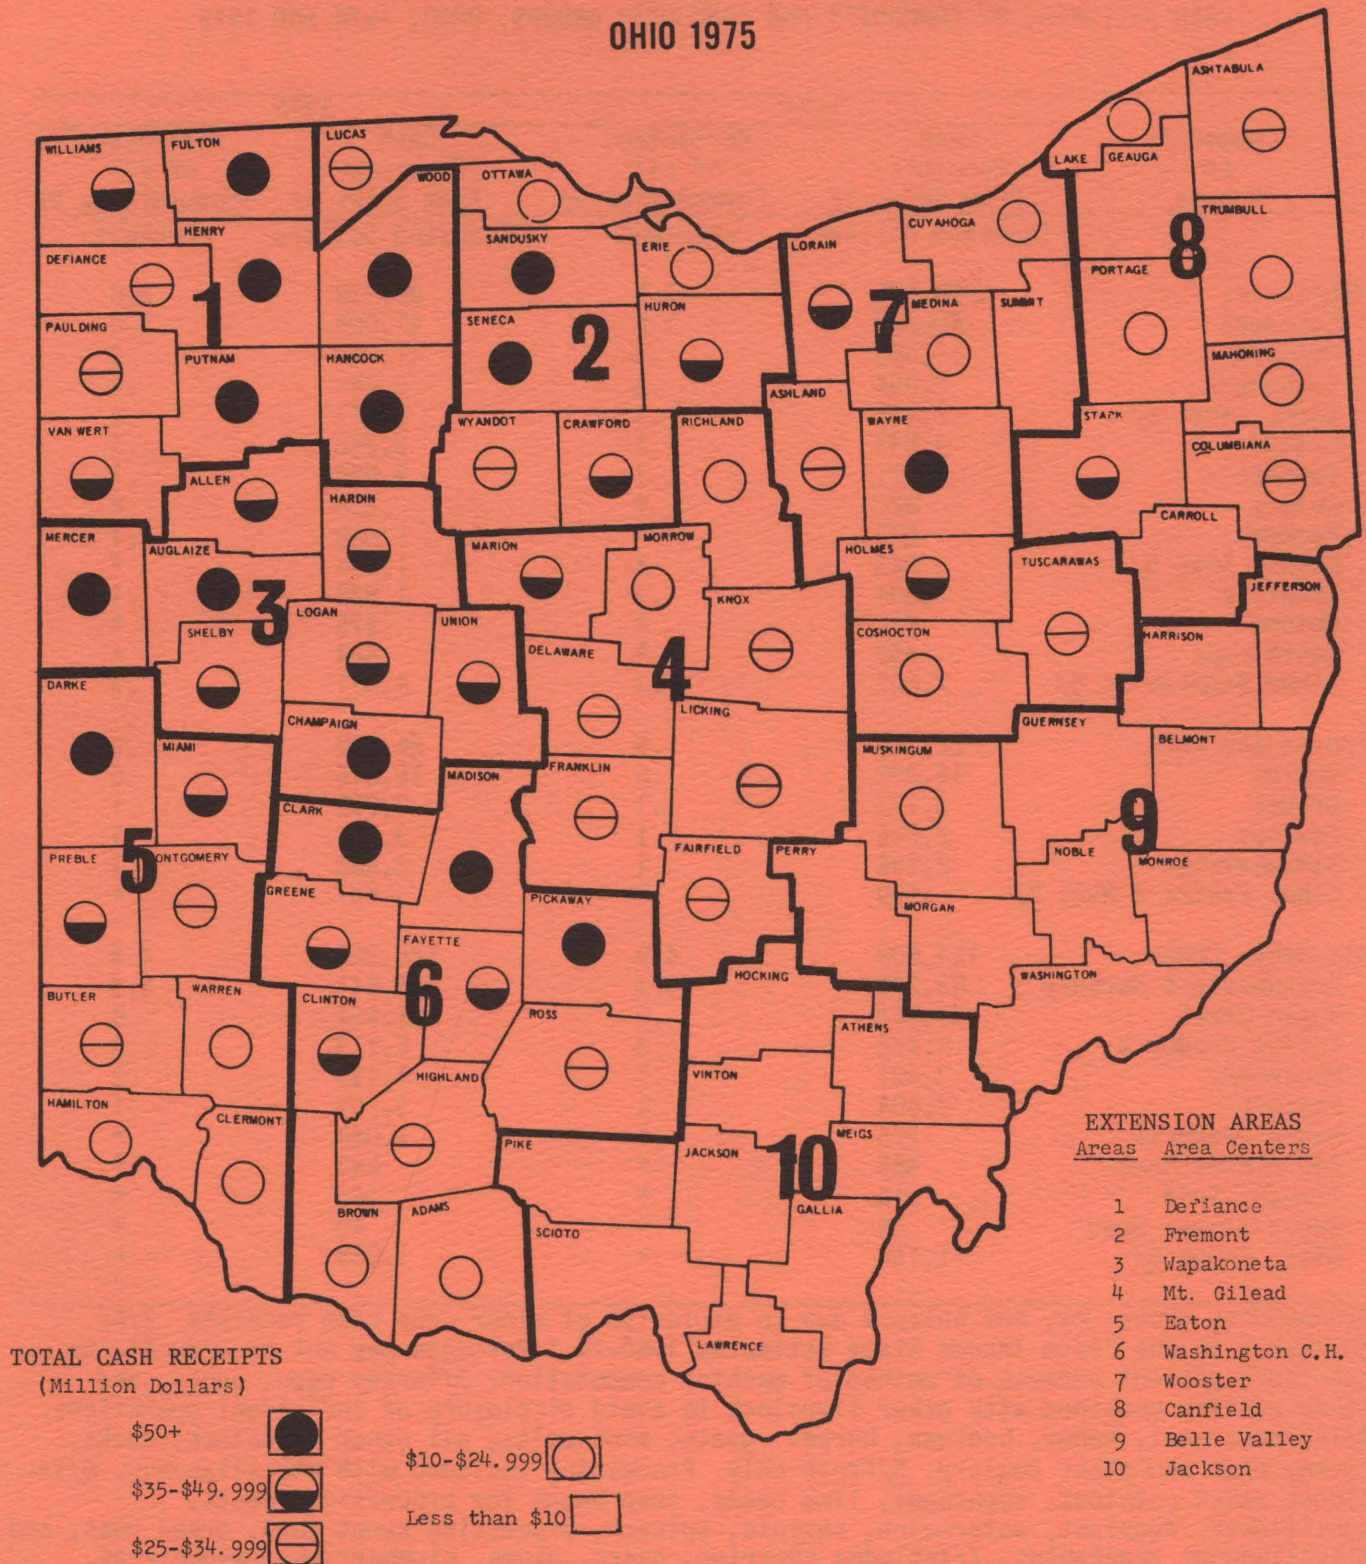 OHIO 1975
WILLIAMS
FULTON
LUCAS
WOOD
OTTAWA
HENRY
DEFIANCE
SANDUSKY
ERIE
LORAIN
CUYAHOGA
LAKE
GEAUGA
ASHTABULA
TRUMBULL
PORTAGE
8
1
PAULDING
PUTNAM
HANCOCK
SENECA
2
HURON
7
MEDINA
SUMMIT
MAHONING
VAN WERT
ALLEN
HARDIN
WYANDOT
CRAWFORD
RICHLAND
ASHLAND
WAYNE
STARK
COLUMBIANA
CARROLL
MERCER
AUGLAIZE
3
SHELBY
LOGAN
UNION
MARION
MORROW
KNOX
HOLMES
TUSCARAWAS
JEFFERSON
HARRISON
COSHOCTON
DELAWARE
4
LICKING
DARKE
MIAMI
CHAMPAIGN
MADISON
FRANKLIN
MUSKINGUM
GUERNSEY
BELMONT
9
CLARK
PREBLE
5
ONTGOMERY
GREENE
FAIRFIELD
PERRY
NOBLE
MONROE
MORGAN
PICKAWAY
FAYETTE
6
HOCKING
WASHINGTON
BUTLER
WARREN
CLINTON
ROSS
ATHENS
VINTON
HIGHLAND
HAMILTON
CLERMONT
PIKE
JACKSON
10
MEIGS
GALLIA
BROWN
ADAMS
SCIOTO
LAWRENCE
EXTENSION AREAS
Areas Area Centers
1 Defiance
2 Fremont
3 Wapakoneta
4 Mt. Gilead
5 Eaton
6 Washington C.H.
7 Wooster
8 Canfield
9 Belle Valley
10 Jackson
TOTAL CASH RECEIPTS
(Million Dollars)
$50+
$35-$49.999
$25-$34.999
$10-$24.999
Less than $10